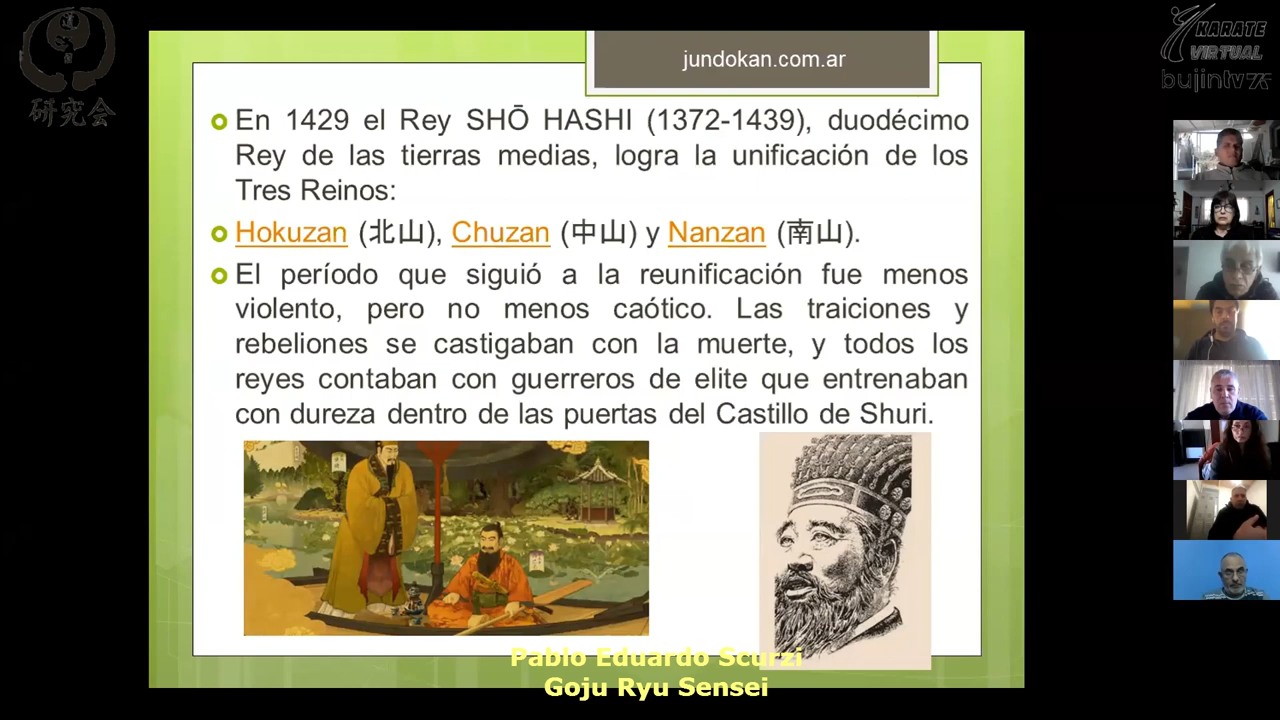 研究会
KARATE
VIRTUAL
bujintv
jundokan.com.ar
En 1429 el Rey SHŌ HASHI (1372-1439), duodécimo
Rey de las tierras medias, logra la unificación de los
Tres Reinos:
Hokuzan (北山), Chuzan (中山) y Nanzan (南山).
El período que siguió a la reunificación fue menos
violento, pero no menos caótico. Las traiciones y
rebeliones se castigaban con la muerte, y todos los
reyes contaban con guerreros de elite que entrenaban
con dureza dentro de las puertas del Castillo de Shuri.
Pablo Eduardo Scurzi
Goju Ryu Sensei